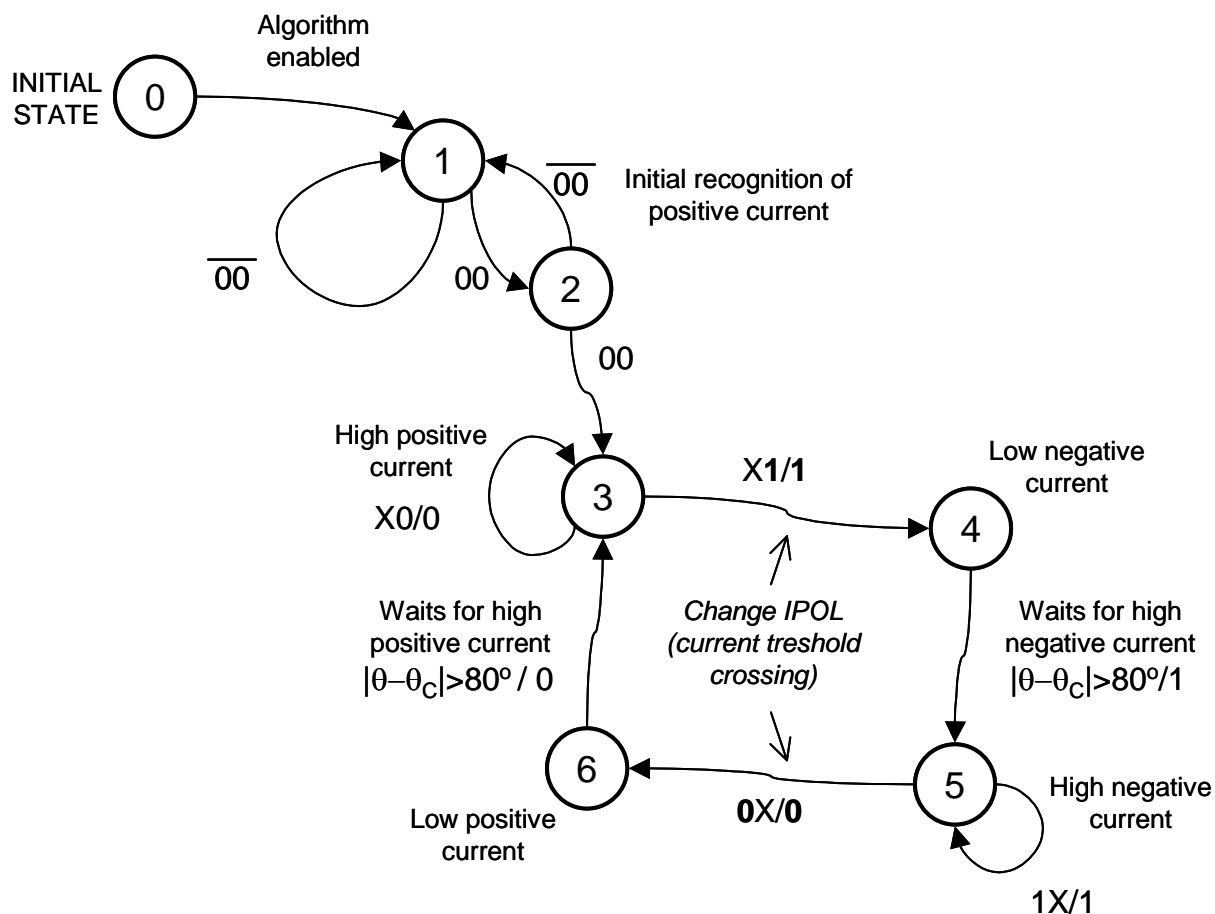 Algorithm
enabled
INITIAL
STATE
0
1
00
Initial recognition of
positive current
00
00
2
00
High positive
current
X0/0
3
X1/1
Low negative
current
4
Waits for high
positive current
|θ–θC|>80º / 0
Change IPOL
(current treshold
crossing)
Waits for high
negative current
|θ–θC|>80º/1
6
Low positive
current
0X/0
5
High negative
current
1X/1